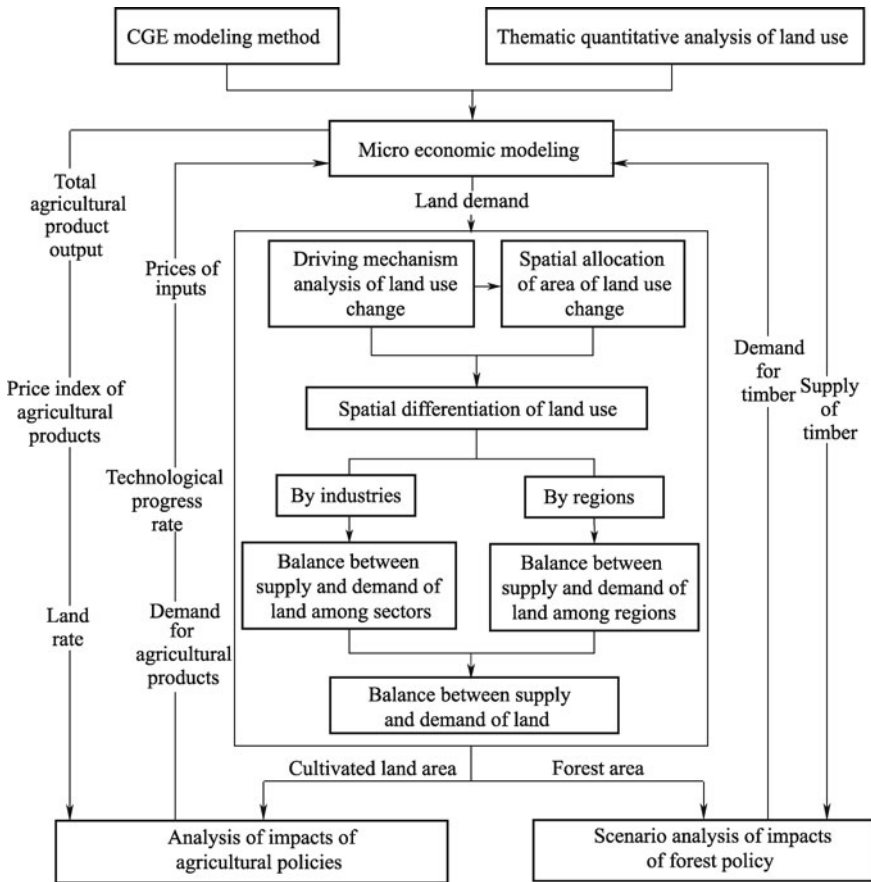 CGE modeling method
Thematic quantitative analysis of land use
Micro economic modeling
Land demand
Total
agricultural
product
output
Prices of
inputs
Driving mechanism
analysis of land use
change
Spatial allocation
of area of land use
change
Demand
for
timber
Supply
of
timber
Price index of
agricultural
products
Spatial differentiation of land use
Technological
progress
rate
By industries
By regions
Balance between
supply and demand of
land among sectors
Balance between
supply and demand of
land among regions
Land
rate
Demand
for
agricultural
products
Balance between supply
and demand of land
Cultivated land area
Forest area
Analysis of impacts of
agricultural policies
Scenario analysis of impacts
of forest policy